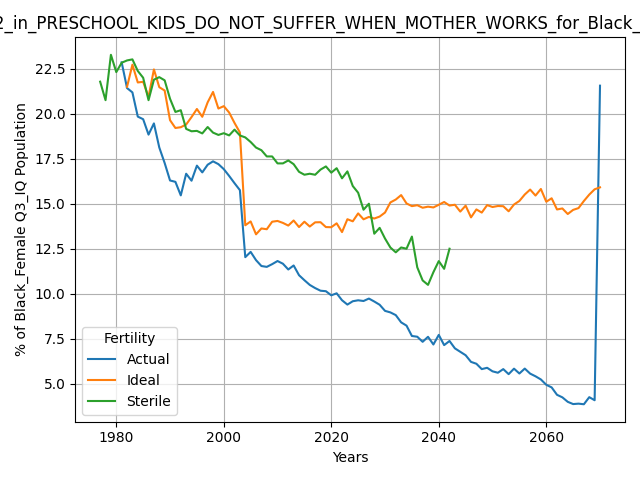 2_in_PRESCHOOL_KIDS_DO_NOT_SUFFER_WHEN_MOTHER_WORKS_for_Black_
% of Black_Female Q3_IQ Population
22.5
20.0
17.5
15.0
12.5
10.0
7.5
5.0
Fertility
Actual
Ideal
Sterile
1980
2000
2020
2040
2060
Years